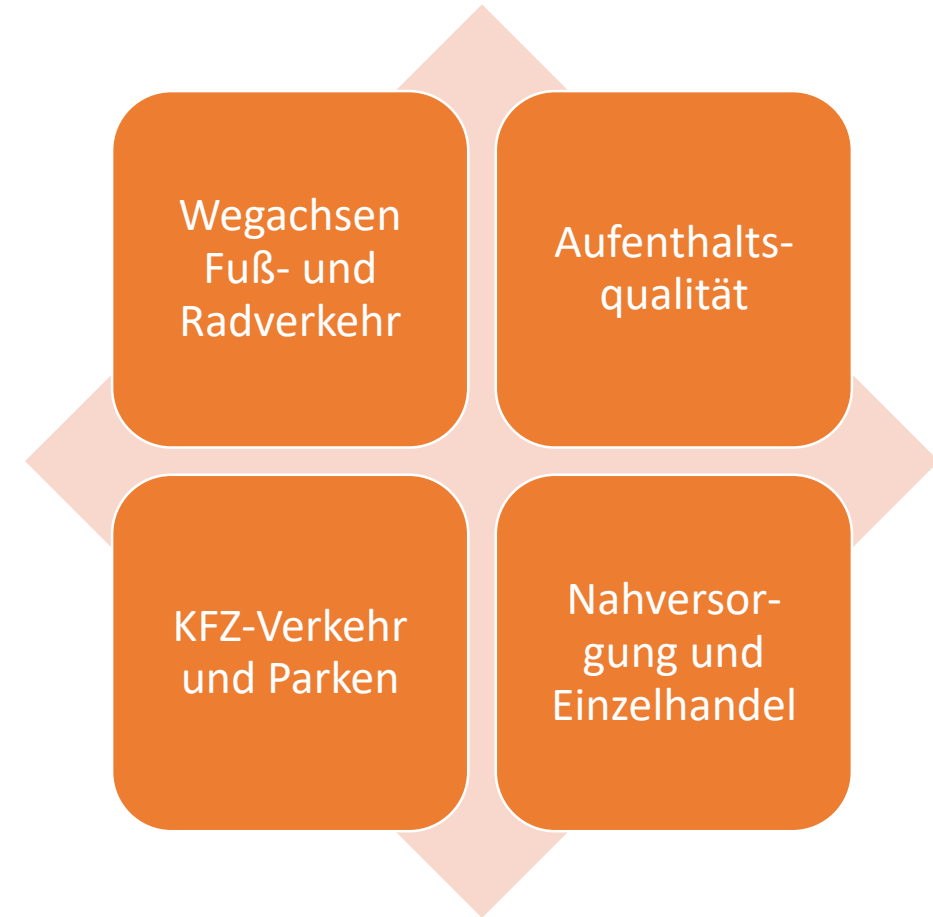 Wegachsen
Fuß- und
Radverkehr
Aufenthalts-
qualität
KFZ-Verkehr
und Parken
Nahversor-
gung und
Einzelhandel